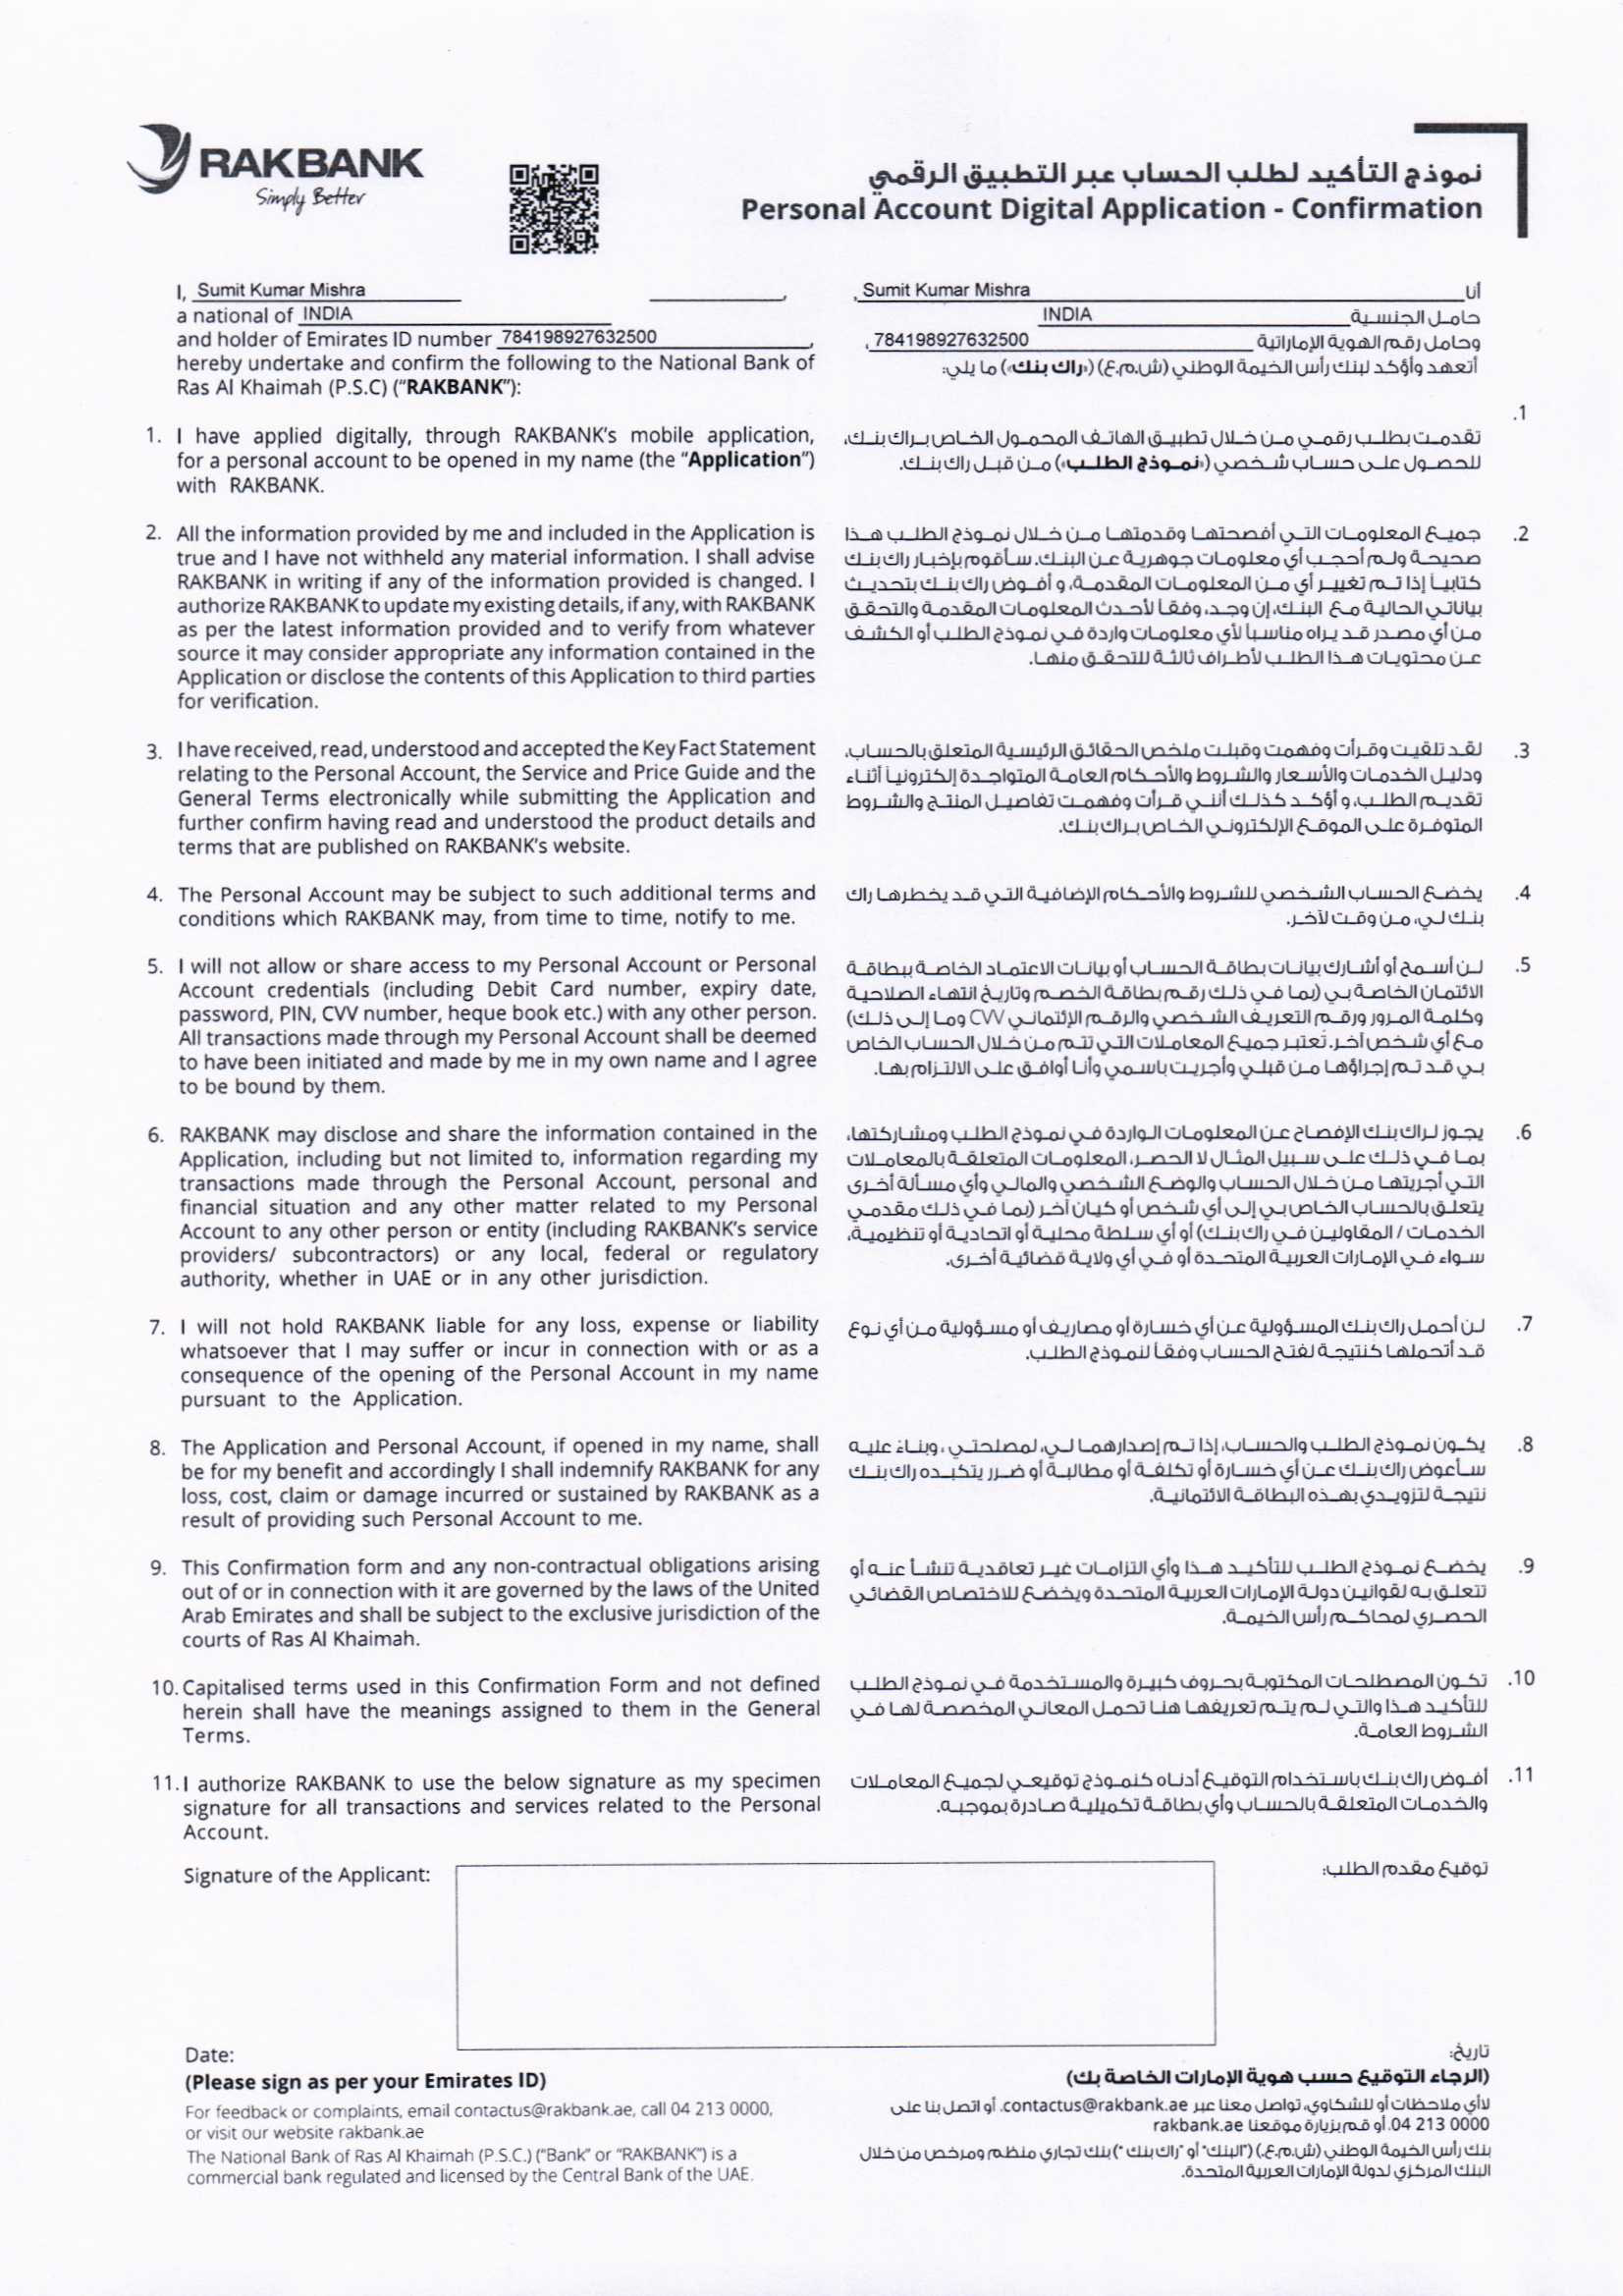 RAKBANK
Simply Better
نموذج التأكيد لطلب الحساب عبر التطبيق الرقمي
Personal Account Digital Application - Confirmation
I, Sumit Kumar Mishra ,
a national of INDIA
and holder of Emirates ID number 784198927632500 ,
hereby undertake and confirm the following to the National Bank of
Ras Al Khaimah (P.S.C) (“RAKBANK”):
1. I have applied digitally, through RAKBANK’s mobile application,
for a personal account to be opened in my name (the “Application”)
with RAKBANK.
2. All the information provided by me and included in the Application is
true and I have not withheld any material information. I shall advise
RAKBANK in writing if any of the information provided is changed. I
authorize RAKBANK to update my existing details, if any, with RAKBANK
as per the latest information provided and to verify from whatever
source it may consider appropriate any information contained in the
Application or disclose the contents of this Application to third parties
for verification.
3. I have received, read, understood and accepted the Key Fact Statement
relating to the Personal Account, the Service and Price Guide and the
General Terms electronically while submitting the Application and
further confirm having read and understood the product details and
terms that are published on RAKBANK’s website.
4. The Personal Account may be subject to such additional terms and
conditions which RAKBANK may, from time to time, notify to me.
5. I will not allow or share access to my Personal Account or Personal
Account credentials (including Debit Card number, expiry date,
password, PIN, CVV number, heque book etc.) with any other person.
All transactions made through my Personal Account shall be deemed
to have been initiated and made by me in my own name and I agree
to be bound by them.
6. RAKBANK may disclose and share the information contained in the
Application, including but not limited to, information regarding my
transactions made through the Personal Account, personal and
financial situation and any other matter related to my Personal
Account to any other person or entity (including RAKBANK’s service
providers/ subcontractors) or any local, federal or regulatory
authority, whether in UAE or in any other jurisdiction.
7. I will not hold RAKBANK liable for any loss, expense or liability
whatsoever that I may suffer or incur in connection with or as a
consequence of the opening of the Personal Account in my name
pursuant to the Application.
8. The Application and Personal Account, if opened in my name, shall
be for my benefit and accordingly I shall indemnify RAKBANK for any
loss, cost, claim or damage incurred or sustained by RAKBANK as a
result of providing such Personal Account to me.
9. This Confirmation form and any non-contractual obligations arising
out of or in connection with it are governed by the laws of the United
Arab Emirates and shall be subject to the exclusive jurisdiction of the
courts of Ras Al Khaimah.
10. Capitalised terms used in this Confirmation Form and not defined
herein shall have the meanings assigned to them in the General
Terms.
11. I authorize RAKBANK to use the below signature as my specimen
signature for all transactions and services related to the Personal
Account.
أنا Sumit Kumar Mishra ,
حامل الجنسية INDIA
وحامل رقم الهوية الإماراتية 784198927632500 ,
أتعهد وأؤكد لبنك رأس الخيمة الوطني (ش.م.ع) («راك بنك») ما يلي:
1.
تقدمت بطلب رقمي من خلال تطبيق الهاتف المحمول الخاص براك بنك،
للحصول على حساب شخصي («نموذج الطلب») من قبل راك بنك.
2. جميع المعلومات التي أفصحتها وقدمتها من خلال نموذج الطلب هذا
صحيحة ولم أحجب أي معلومات جوهرية عن البنك. سأقوم بإخبار راك بنك
كتابياً إذا تم تغيير أي من المعلومات المقدمة، و أفوض راك بنك بتحديث
بياناتي الحالية مع البنك، إن وجد، وفقاً لأحدث المعلومات المقدمة والتحقق
من أي مصدر قد يراه مناسباً لأي معلومات واردة في نموذج الطلب أو الكشف
عن محتويات هذا الطلب لأطراف ثالثة للتحقق منها.
3. لقد تلقيت وقرأت وفهمت وقبلت ملخص الحقائق الرئيسية المتعلق بالحساب،
ودليل الخدمات والأسعار والشروط والأحكام العامة المتواجدة إلكترونياً أثناء
تقديم الطلب، و أؤكد كذلك أنني قرأت وفهمت تفاصيل المنتج والشروط
المتوفرة على الموقع الإلكتروني الخاص براك بنك.
4. يخضع الحساب الشخصي للشروط والأحكام الإضافية التي قد يخطرها راك
بنك لي، من وقت لآخر.
5. لن أسمح أو أشارك بيانات بطاقة الحساب أو بيانات الاعتماد الخاصة ببطاقة
الائتمان الخاصة بي (بما في ذلك رقم بطاقة الخصم وتاريخ انتهاء الصلاحية
وكلمة المرور ورقم التعريف الشخصي والرقم الإئتماني CVV وما إلى ذلك)
مع أي شخص آخر. تعتبر جميع المعاملات التي تتم من خلال الحساب الخاص
بي قد تم إجراؤها من قبلي وأجريت باسمي وأنا أوافق على الالتزام بها.
6. يجوز لراك بنك الإفصاح عن المعلومات الواردة في نموذج الطلب ومشاركتها،
بما في ذلك على سبيل المثال لا الحصر، المعلومات المتعلقة بالمعاملات
التي أجريتها من خلال الحساب والوضع الشخصي والمالي وأي مسألة أخرى
يتعلق بالحساب الخاص بي إلى أي شخص أو كيان آخر (بما في ذلك مقدمي
الخدمات / المقاولين في راك بنك) أو أي سلطة محلية أو اتحادية أو تنظيمية،
سواء في الإمارات العربية المتحدة أو في أي ولاية قضائية أخرى.
7. لن أحمل راك بنك المسؤولية عن أي خسارة أو مصاريف أو مسؤولية من أي نوع
قد أتحملها كنتيجة لفتح الحساب وفقاً لنموذج الطلب.
8. يكون نموذج الطلب والحساب، إذا تم إصدارهما لي، لمصلحتي ، وبناءً عليه
سأعوض راك بنك عن أي خسارة أو تكلفة أو مطالبة أو ضرر يتكبده راك بنك
نتيجة لتزويدي بهذه البطاقة الائتمانية.
9. يخضع نموذج الطلب للتأكيد هذا وأي التزامات غير تعاقدية تنشأ عنه أو
تتعلق به لقوانين دولة الإمارات العربية المتحدة ويخضع للاختصاص القضائي
الحصري لمحاكم رأس الخيمة.
10. تكون المصطلحات المكتوبة بحروف كبيرة والمستخدمة في نموذج الطلب
للتأكيد هذا والتي لم يتم تعريفها هنا تحمل المعاني المخصصة لها في
الشروط العامة.
11. أفوض راك بنك باستخدام التوقيع أدناه كنموذج توقيعي لجميع المعاملات
والخدمات المتعلقة بالحساب وأي بطاقة تكميلية صادرة بموجبه.
Signature of the Applicant:
توقيع مقدم الطلب:
Date:
تاريخ:
(Please sign as per your Emirates ID)
(الرجاء التوقيع حسب هوية الإمارات الخاصة بك)
For feedback or complaints, email contactus@rakbank.ae, call 04 213 0000,
or visit our website rakbank.ae
The National Bank of Ras Al Khaimah (P.S.C.) (“Bank” or “RAKBANK”) is a
commercial bank regulated and licensed by the Central Bank of the UAE.
لأي ملاحظات أو للشكاوي، تواصل معنا عبر contactus@rakbank.ae. أو اتصل بنا على
04 213 0000. أو قم بزيارة موقعنا rakbank.ae
بنك رأس الخيمة الوطني (ش.م.ع.) ("البنك" أو "راك بنك") بنك تجاري منظم ومرخص من خلال
البنك المركزي لدولة الإمارات العربية المتحدة.